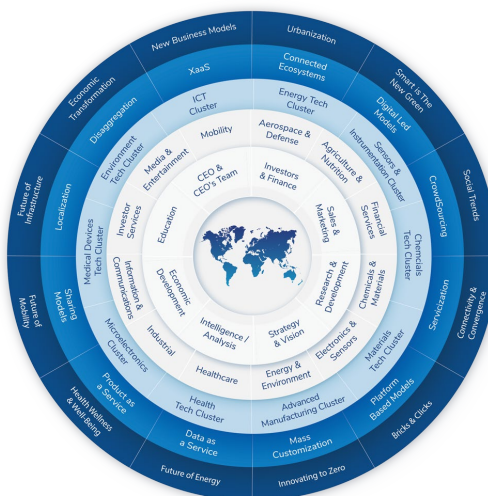 New Business Models
Urbanization
Smart is The
New Green
Social Trends
Connectivity &
Convergence
Bricks & Clicks
Innovating to Zero
Future of Energy
Health Wellness
& Well-Being
Future of
Mobility
Future of
Infrastructure
Economic
Transformation
XaaS
Connected
Ecosystems
Digital Led
Models
CrowdSourcing
Servicization
Platform
Based Models
Mass
Customization
Data as
a Service
Product as
a Service
Sharing
Models
Localization
Disaggregation
ICT
Cluster
Energy Tech
Cluster
Sensors &
Instrumentation Cluster
Chemcials
Tech Cluster
Materials
Tech Cluster
Advanced
Manufacturing Cluster
Health
Tech Cluster
Microelectronics
Cluster
Medical Devices
Tech Cluster
Environment
Tech Cluster
Mobility
Aerospace &
Defense
Agriculture &
Nutrition
Financial
Services
Chemicals &
Materials
Electronics &
Sensors
Energy &
Environment
Healthcare
Industrial
Information &
Communications
Investor
Services
Media &
Entertainment
CEO &
CEO's Team
Investors
& Finance
Sales &
Marketing
Research &
Development
Strategy
& Vision
Intelligence /
Analysis
Economic
Development
Education